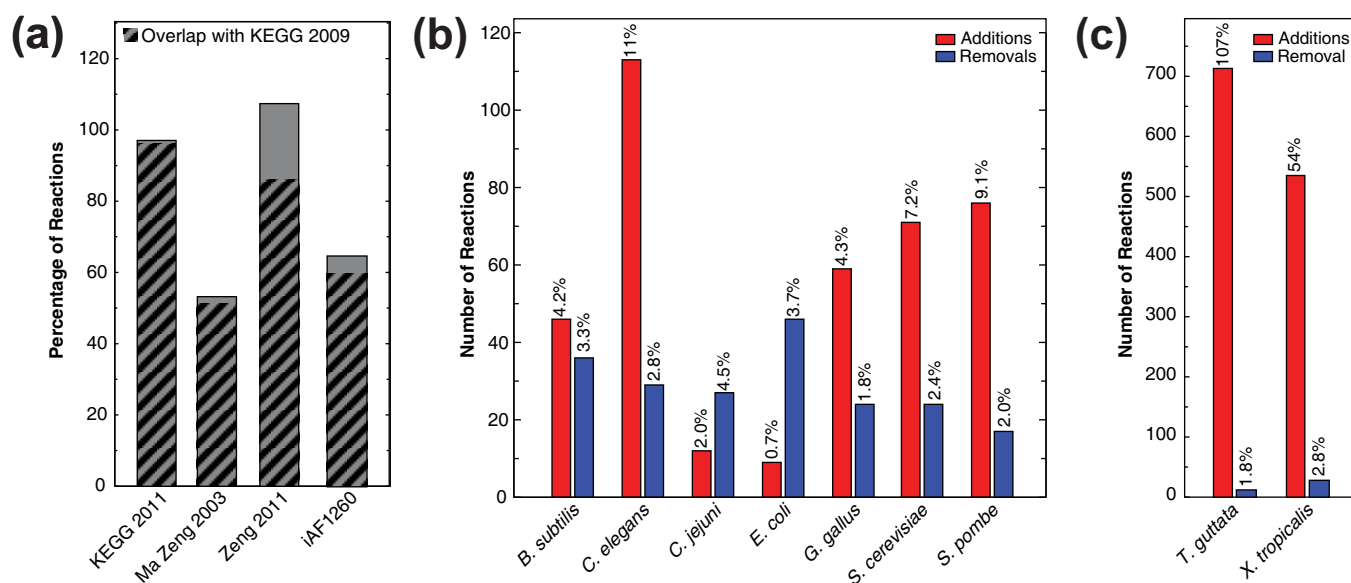 (a)
Overlap with KEGG 2009
Percentage of Reactions
120
100
80
60
40
20
0
KEGG 2011
Ma Zeng 2003
Zeng 2011
iAF1260
(b)
Additions
Removals
Number of Reactions
120
100
80
60
40
20
0
4.2%
3.3%
11%
2.8%
2.0%
4.5%
0.7%
3.7%
4.3%
1.8%
7.2%
2.4%
9.1%
2.0%
B. subtilis
C. elegans
C. jejuni
E. coli
G. gallus
S. cerevisiae
S. pombe
(c)
Additions
Removal
Number of Reactions
700
600
500
400
300
200
100
0
107%
1.8%
54%
2.8%
T. guttata
X. tropicalis